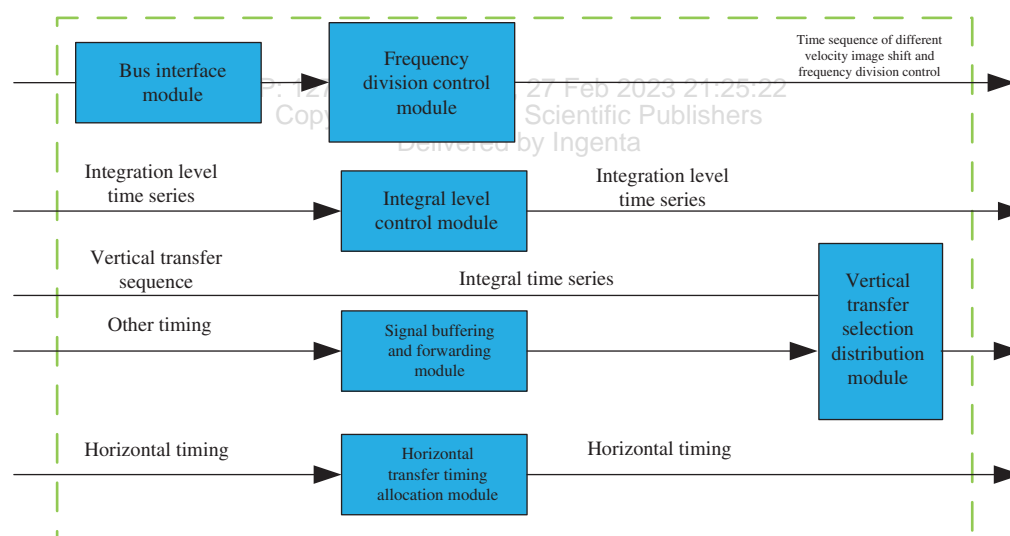 Bus interface
module
Frequency
division control
module
Time sequence of different
velocity image shift and
frequency division control
27 Feb 2023 21:25:22
Scientific Publishers
by Ingenta
Integration level
time series
Integral level
control module
Integration level
time series
Vertical transfer
sequence
Integral time series
Vertical
transfer
selection
distribution
module
Other timing
Signal buffering
and forwarding
module
Horizontal timing
Horizontal
transfer timing
allocation module
Horizontal timing